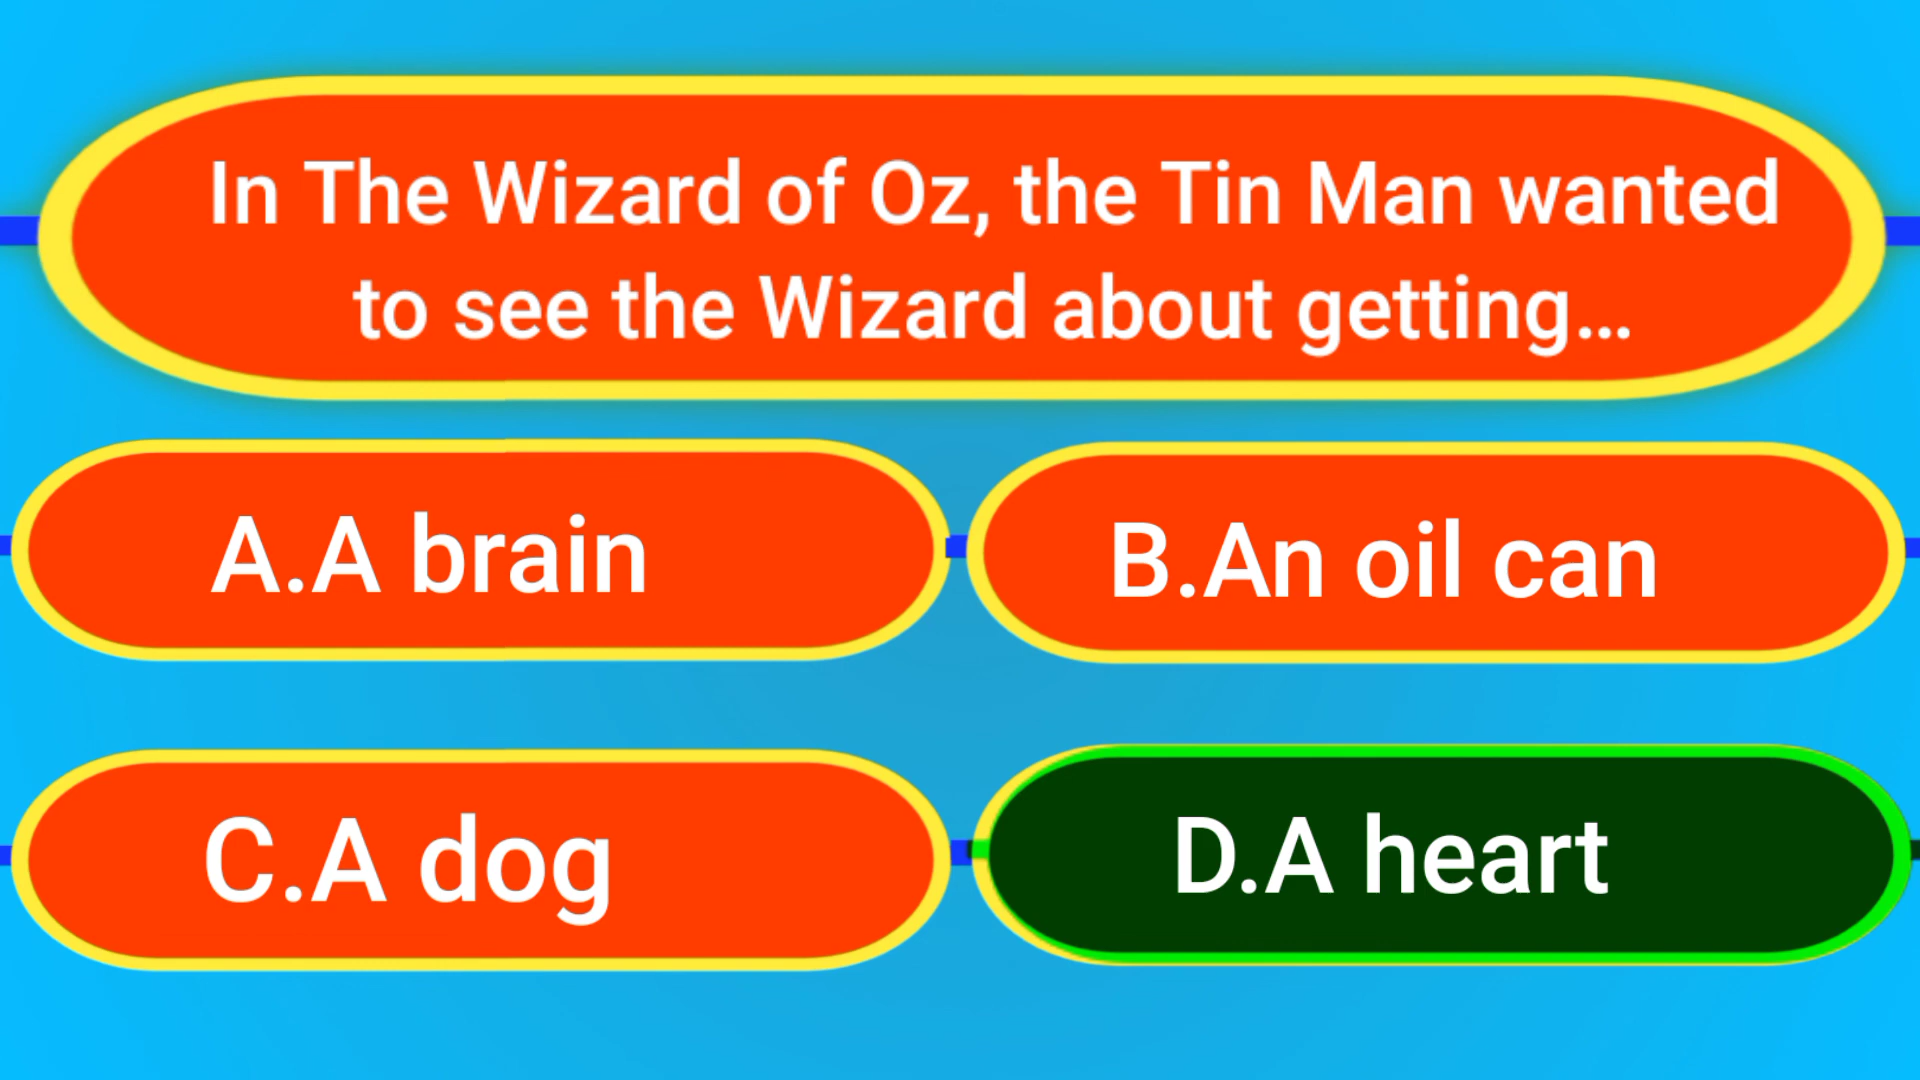 In The Wizard of Oz, the Tin Man wanted
to see the Wizard about getting...
A.A brain
B.An oil can
C.A dog
D.A heart